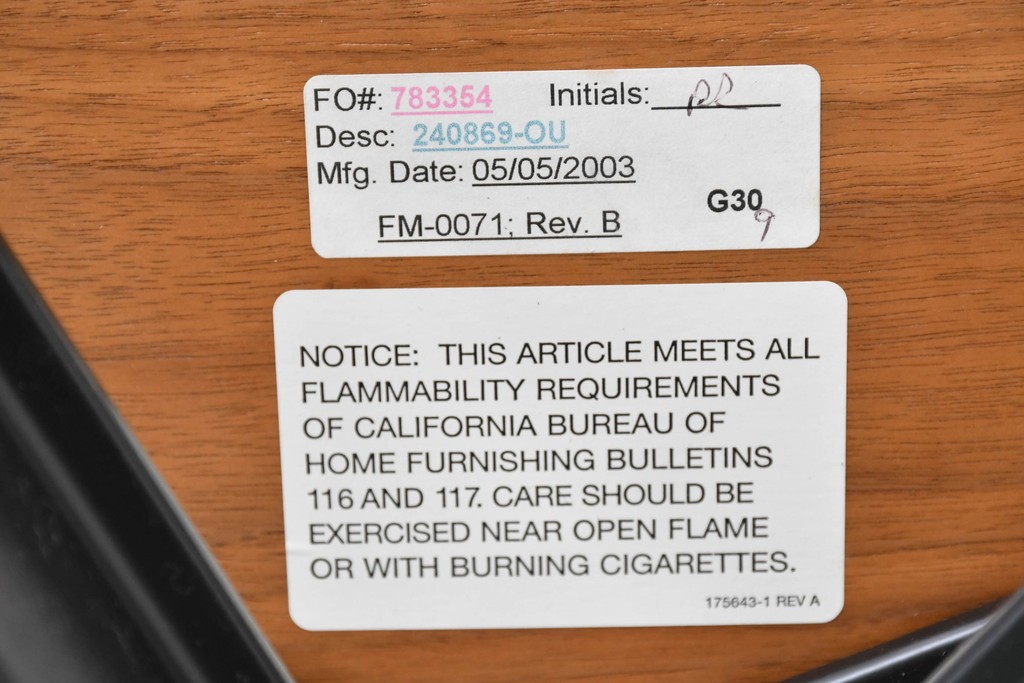 FO#: 783354 Initials:
Desc: 240869-OU
Mfg. Date: 05/05/2003
G30
9
FM-0071; Rev. B
NOTICE: THIS ARTICLE MEETS ALL
FLAMMABILITY REQUIREMENTS
OF CALIFORNIA BUREAU OF
HOME FURNISHING BULLETINS
116 AND 117. CARE SHOULD BE
EXERCISED NEAR OPEN FLAME
OR WITH BURNING CIGARETTES.
175643-1 REV A